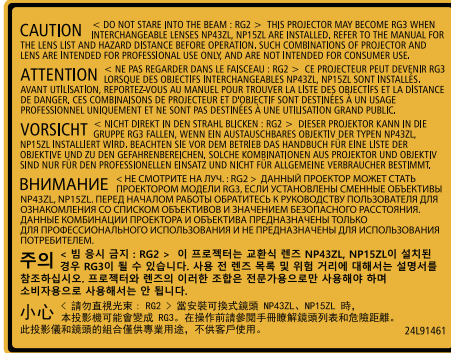 CAUTION < DO NOT STARE INTO THE BEAM : RG2 > THIS PROJECTOR MAY BECOME RG3 WHEN
INTERCHANGEABLE LENSES NP43ZL, NP15ZL ARE INSTALLED. REFER TO THE MANUAL FOR
THE LENS LIST AND HAZARD DISTANCE BEFORE OPERATION. SUCH COMBINATIONS OF PROJECTOR AND
LENS ARE INTENDED FOR PROFESSIONAL USE ONLY, AND ARE NOT INTENDED FOR CONSUMER USE.
ATTENTION < NE PAS REGARDER DANS LE FAISCEAU : RG2 > CE PROJECTEUR PEUT DEVENIR RG3
LORSQUE DES OBJECTIFS INTERCHANGEABLES NP43ZL, NP15ZL SONT INSTALLÉS.
AVANT UTILISATION, REPORTEZ-VOUS AU MANUEL POUR TROUVER LA LISTE DES OBJECTIFS ET LA DISTANCE
DE DANGER, CES COMBINAISONS DE PROJECTEUR ET D'OBJECTIF SONT DESTINÉES À UN USAGE
PROFESSIONNEL UNIQUEMENT ET NE SONT PAS DESTINÉES À UNE UTILISATION GRAND PUBLIC.
VORSICHT < NICHT DIREKT IN DEN STRAHL BLICKEN : RG2 > DIESER PROJEKTOR KANN IN DIE
GRUPPE RG3 FALLEN, WENN EIN AUSTAUSCHBARES OBJEKTIV DER TYPEN NP43ZL,
NP15ZL INSTALLIERT WIRD. BEACHTEN SIE VOR DEM BETRIEB DAS HANDBUCH FÜR EINE LISTE DER
OBJEKTIVE UND ZU DEN GEFAHRENBEREICHEN, SOLCHE KOMBINATIONEN AUS PROJEKTOR UND OBJEKTIV
SIND NUR FÜR DEN PROFESSIONELLEN EINSATZ UND NICHT FÜR ALLGEMEINE VERBRAUCHER BESTIMMT,
ВНИМАНИЕ < НЕ СМОТРИТЕ НА ЛУЧ. : RG2 > ДАННЫЙ ПРОЕКТОР МОЖЕТ СТАТЬ
ПРОЕКТОРОМ МОДЕЛИ RG3, ЕСЛИ УСТАНОВЛЕНЫ СМЕННЫЕ ОБЪЕКТИВЫ
NP43ZL, NP15ZL. ПЕРЕД НАЧАЛОМ РАБОТЫ ОБРАТИТЕСЬ К РУКОВОДСТВУ ПОЛЬЗОВАТЕЛЯ ДЛЯ
ОЗНАКОМЛЕНИЯ СО СПИСКОМ ОБЪЕКТИВОВ И ЗНАЧЕНИЕМ БЕЗОПАСНОГО РАССТОЯНИЯ.
ДАННЫЕ КОМБИНАЦИИ ПРОЕКТОРА И ОБЪЕКТИВА ПРЕДНАЗНАЧЕНЫ ТОЛЬКО
ДЛЯ ПРОФЕССИОНАЛЬНОГО ИСПОЛЬЗОВАНИЯ И НЕ ПРЕДНАЗНАЧЕНЫ ДЛЯ ИСПОЛЬЗОВАНИЯ
ПОТРЕБИТЕЛЕМ.
주의 < 빔 응시 금지 : RG2 > 이 프로젝터는 교환식 렌즈 NP43ZL, NP15ZL이 설치된
경우 RG3이 될 수 있습니다. 사용 전 렌즈 목록 및 위험 거리에 대해서는 설명서를
참조하십시오. 프로젝터와 렌즈의 이러한 조합은 전문가용으로만 사용해야 하며
소비자용으로 사용해서는 안 됩니다.
小心 < 請勿直視光束 : RG2 > 當安裝可換式鏡頭 NP43ZL、NP15ZL 時,
本投影機可能會變成 RG3。在操作前請參閱手冊瞭解鏡頭列表和危險距離。
此投影儀和鏡頭的組合僅供專業用途,不供客戶使用。
24L91461